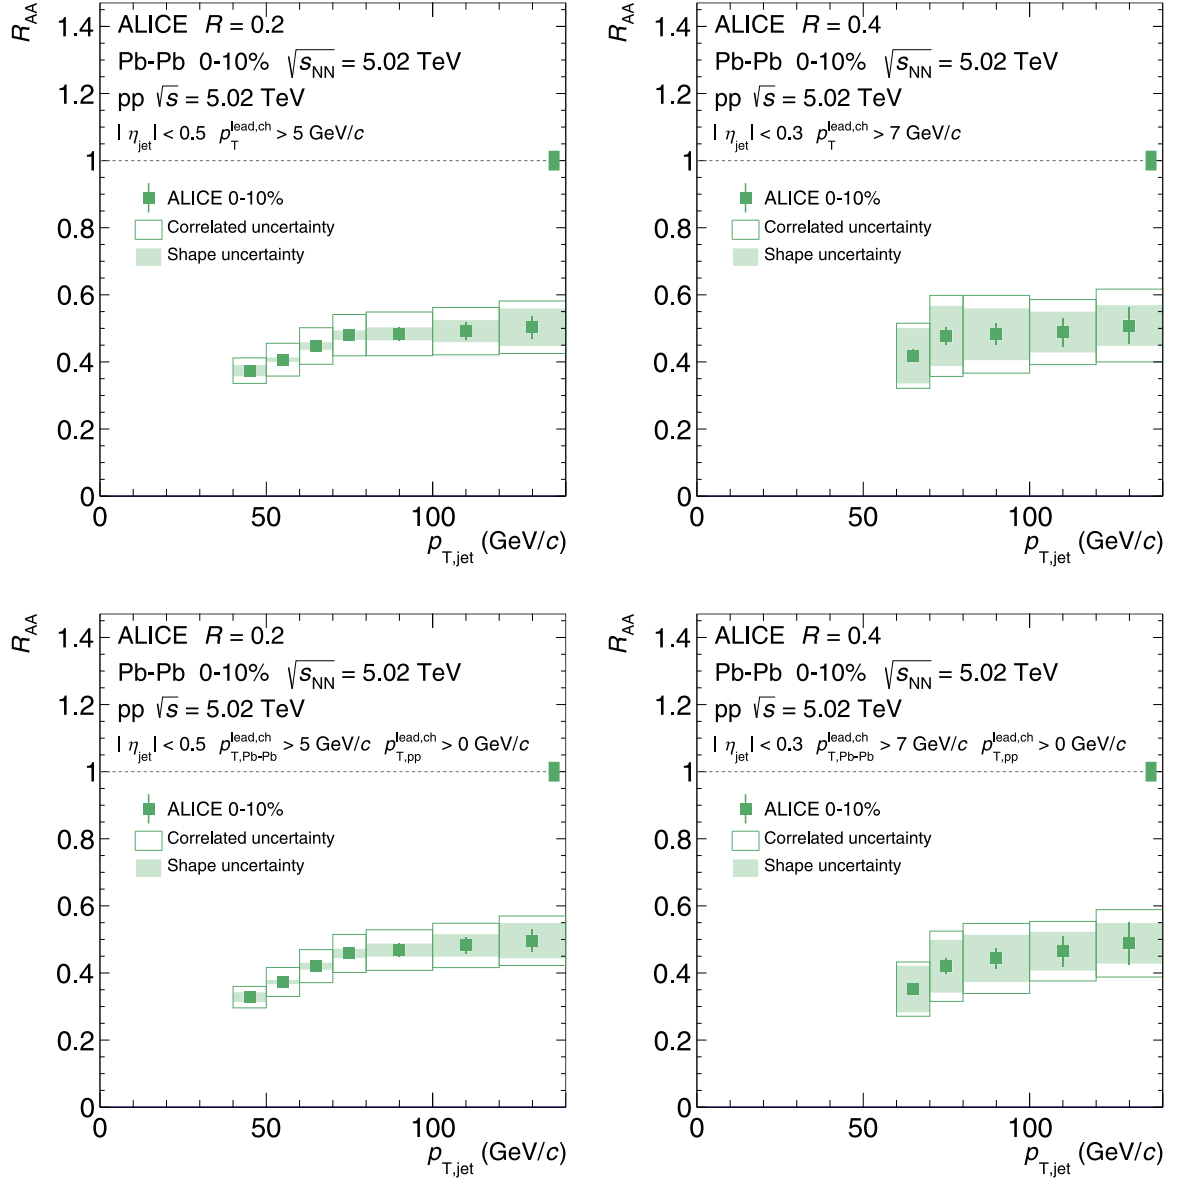 R_AA
ALICE R = 0.2
Pb-Pb 0-10% √s_NN = 5.02 TeV
pp √s = 5.02 TeV
| η_jet| < 0.5 p_T^lead,ch > 5 GeV/c
ALICE 0-10%
Correlated uncertainty
Shape uncertainty
1.4
1.2
1
0.8
0.6
0.4
0.2
0
0 50 100
p_T,jet (GeV/c)
R_AA
ALICE R = 0.4
Pb-Pb 0-10% √s_NN = 5.02 TeV
pp √s = 5.02 TeV
| η_jet| < 0.3 p_T^lead,ch > 7 GeV/c
ALICE 0-10%
Correlated uncertainty
Shape uncertainty
1.4
1.2
1
0.8
0.6
0.4
0.2
0
0 50 100
p_T,jet (GeV/c)
R_AA
ALICE R = 0.2
Pb-Pb 0-10% √s_NN = 5.02 TeV
pp √s = 5.02 TeV
| η_jet| < 0.5 p_T,Pb-Pb^lead,ch > 5 GeV/c p_T,pp^lead,ch > 0 GeV/c
ALICE 0-10%
Correlated uncertainty
Shape uncertainty
1.4
1.2
1
0.8
0.6
0.4
0.2
0
0 50 100
p_T,jet (GeV/c)
R_AA
ALICE R = 0.4
Pb-Pb 0-10% √s_NN = 5.02 TeV
pp √s = 5.02 TeV
| η_jet| < 0.3 p_T,Pb-Pb^lead,ch > 7 GeV/c p_T,pp^lead,ch > 0 GeV/c
ALICE 0-10%
Correlated uncertainty
Shape uncertainty
1.4
1.2
1
0.8
0.6
0.4
0.2
0
0 50 100
p_T,jet (GeV/c)